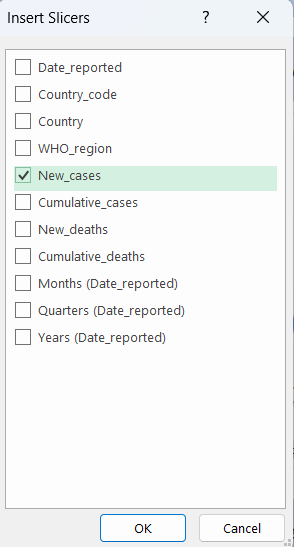 Insert Slicers ?
Date_reported
Country_code
Country
WHO_region
New_cases
Cumulative_cases
New_deaths
Cumulative_deaths
Months (Date_reported)
Quarters (Date_reported)
Years (Date_reported)
OK Cancel